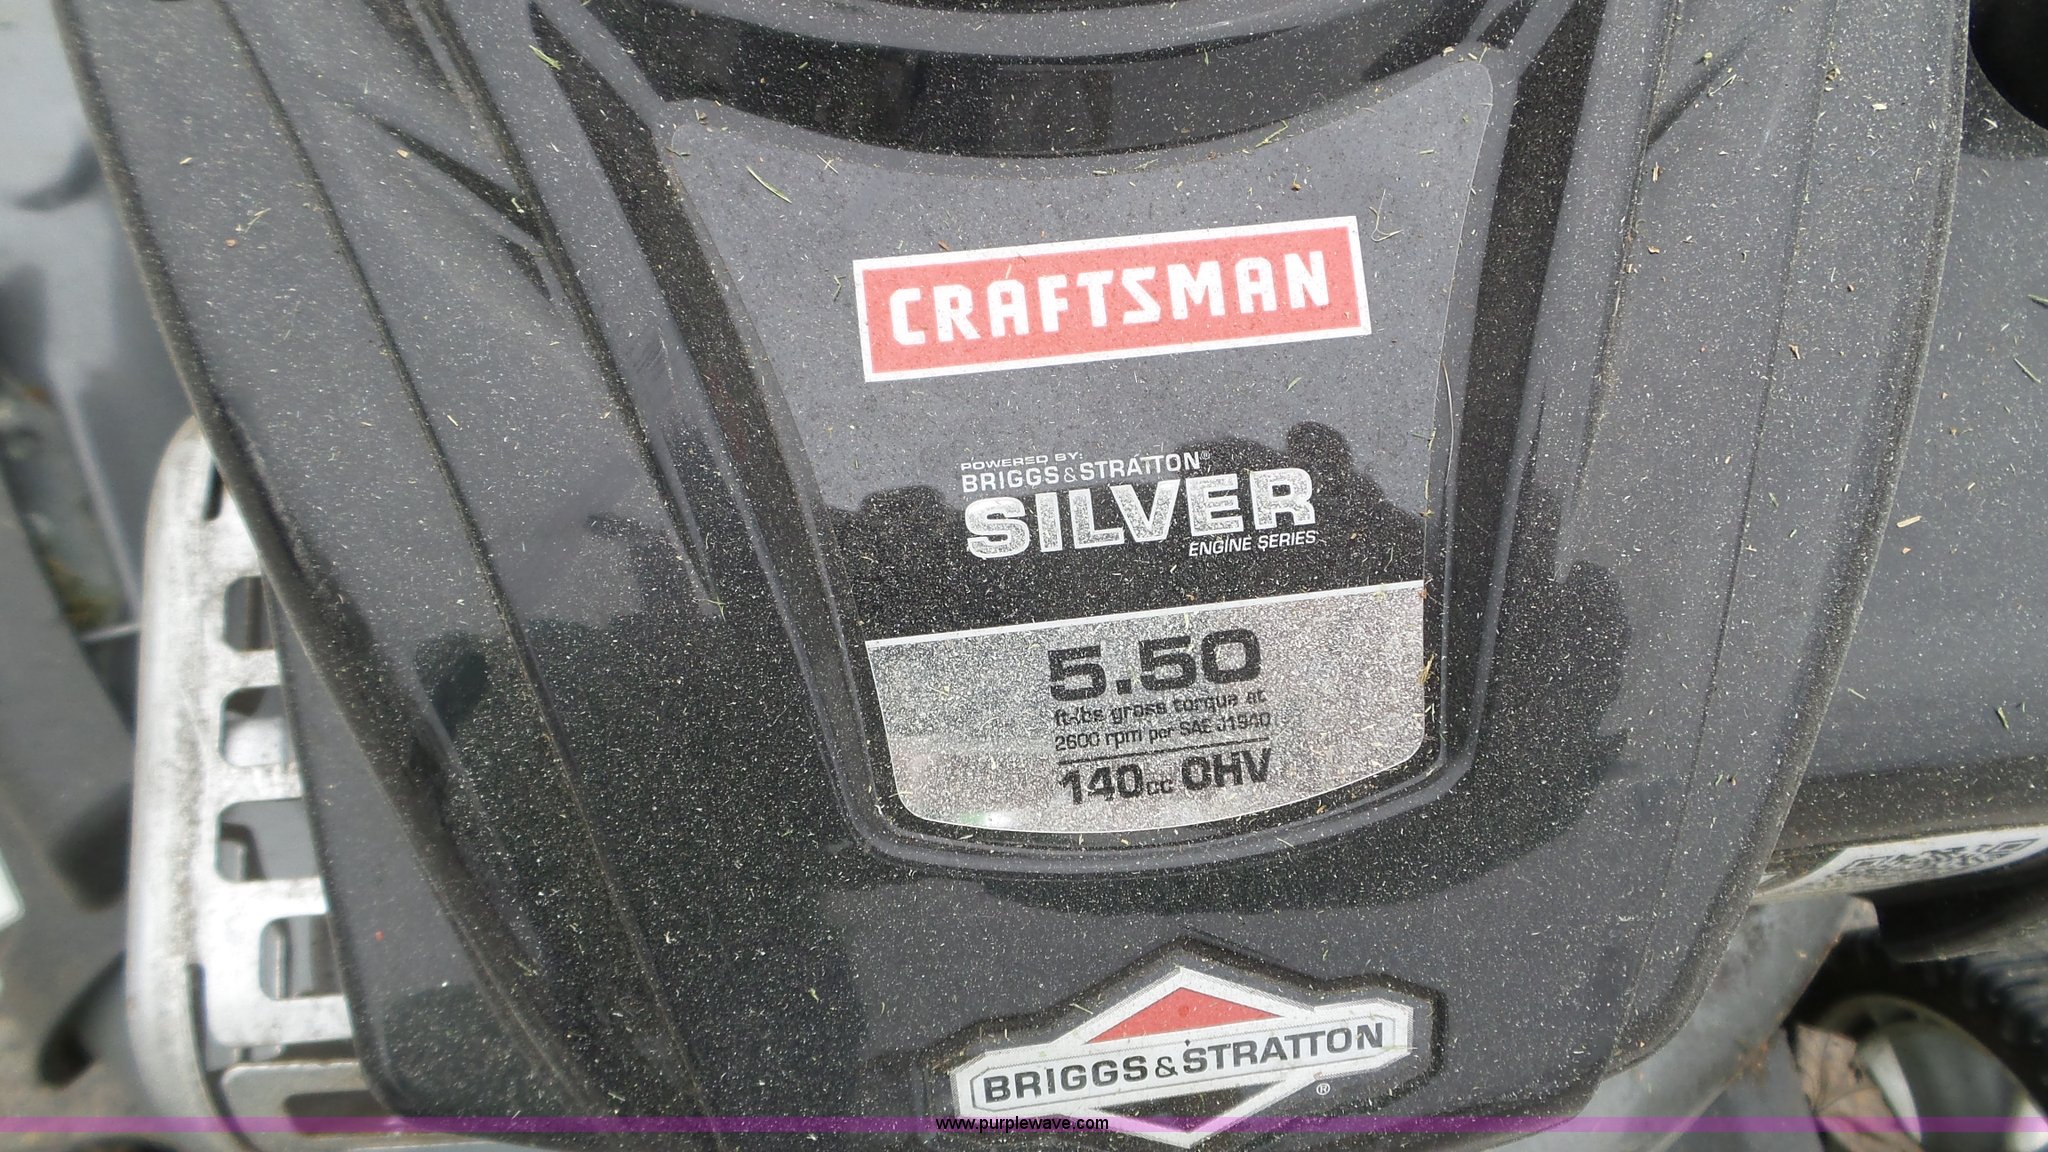 CRAFTSMAN
POWERED BY:
BRIGGS&STRATTON®
SILVER
ENGINE SERIES
5.50
ft-lbs gross torque at
2600 rpm per SAE J1940
140cc OHV
BRIGGS&STRATTON
®
www.purplewave.com